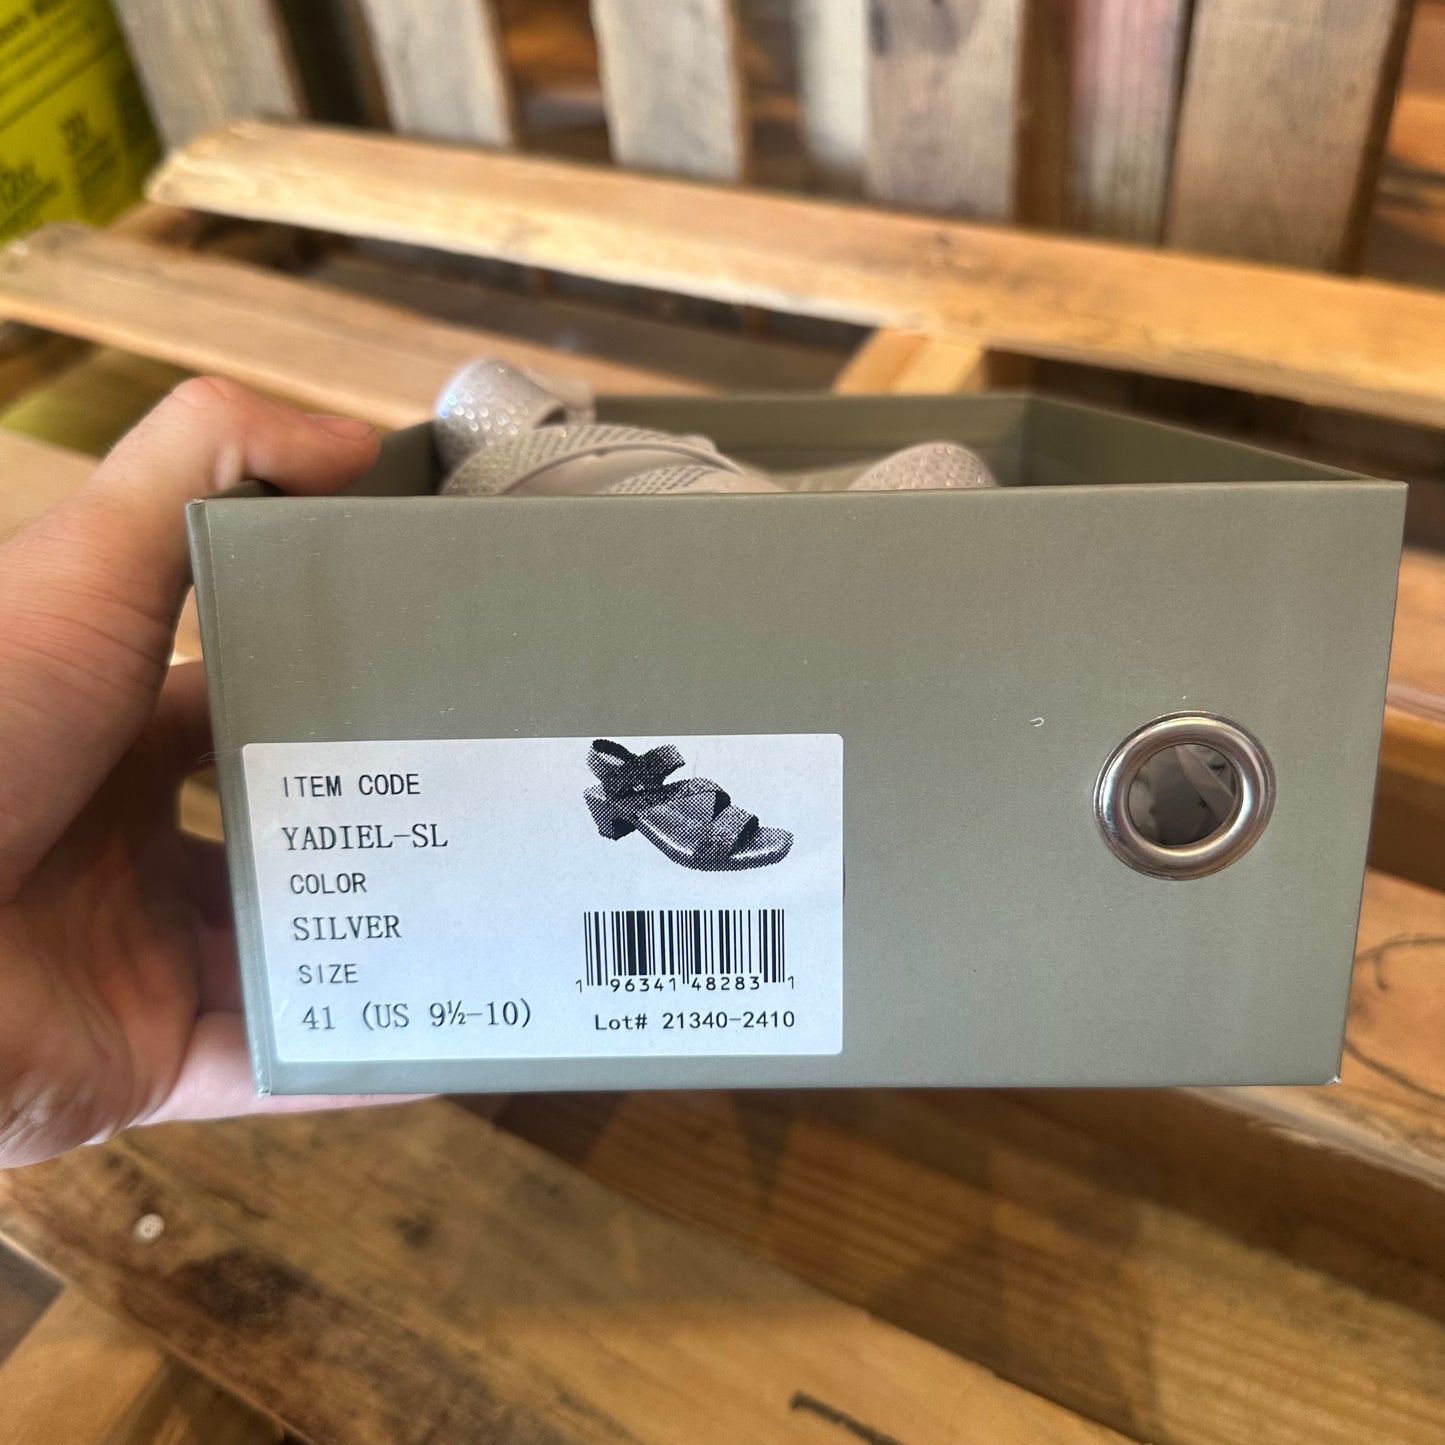 ITEM CODE
YADIEL-SL
COLOR
SILVER
SIZE
41 (US 9½-10)
1 96341 48283 1
Lot# 21340-2410